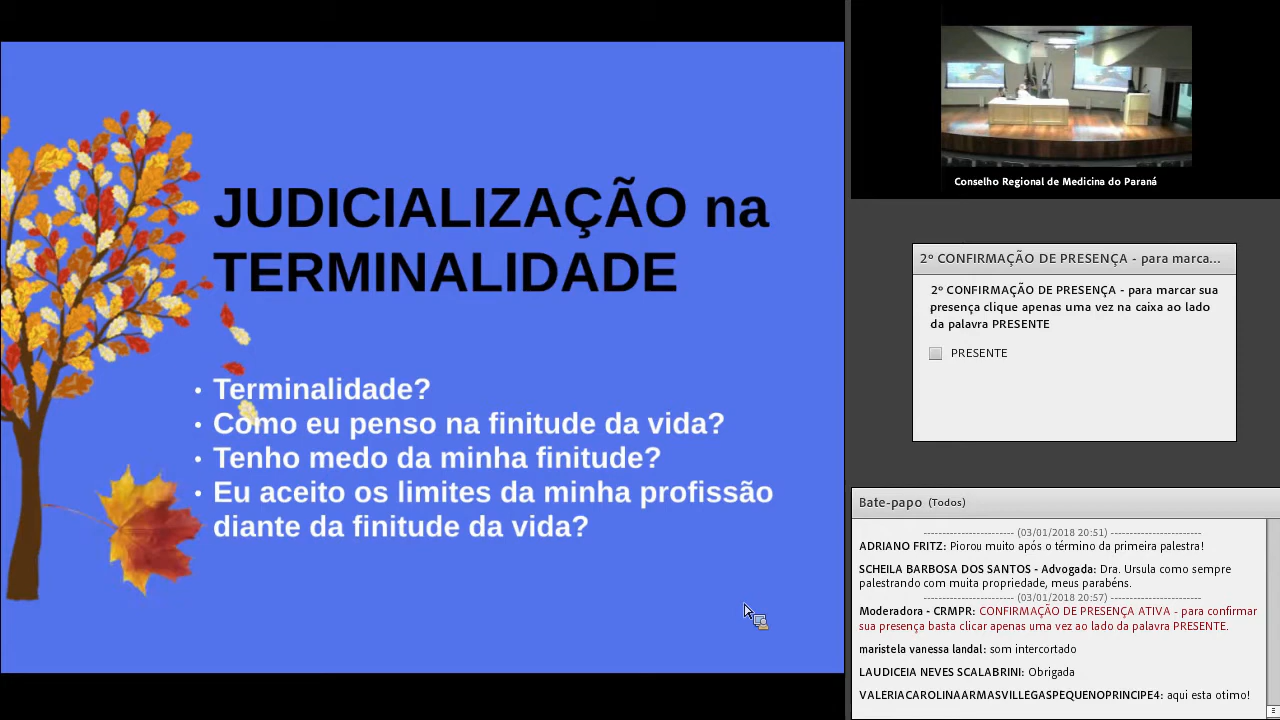 JUDICIALIZAÇÃO na
TERMINALIDADE
• Terminalidade?
• Como eu penso na finitude da vida?
• Tenho medo da minha finitude?
• Eu aceito os limites da minha profissão
diante da finitude da vida?
Conselho Regional de Medicina do Paraná
2º CONFIRMAÇÃO DE PRESENÇA - para marca...
2º CONFIRMAÇÃO DE PRESENÇA - para marcar sua
presença clique apenas uma vez na caixa ao lado
da palavra PRESENTE
PRESENTE
Bate-papo (Todos)
------------------------ (03/01/2018 20:51) ------------------------
ADRIANO FRITZ: Piorou muito após o término da primeira palestra!
SCHEILA BARBOSA DOS SANTOS - Advogada: Dra. Ursula como sempre
palestrando com muita propriedade, meus parabéns.
------------------------ (03/01/2018 20:57) ------------------------
Moderadora - CRMPR: CONFIRMAÇÃO DE PRESENÇA ATIVA - para confirmar
sua presença basta clicar apenas uma vez ao lado da palavra PRESENTE.
maristela vanessa landal: som intercortado
LAUDICEIA NEVES SCALABRINI: Obrigada
VALERIACAROLINAARMASVILLEGASPEQUENOPRINCIPE4: aqui esta otimo!